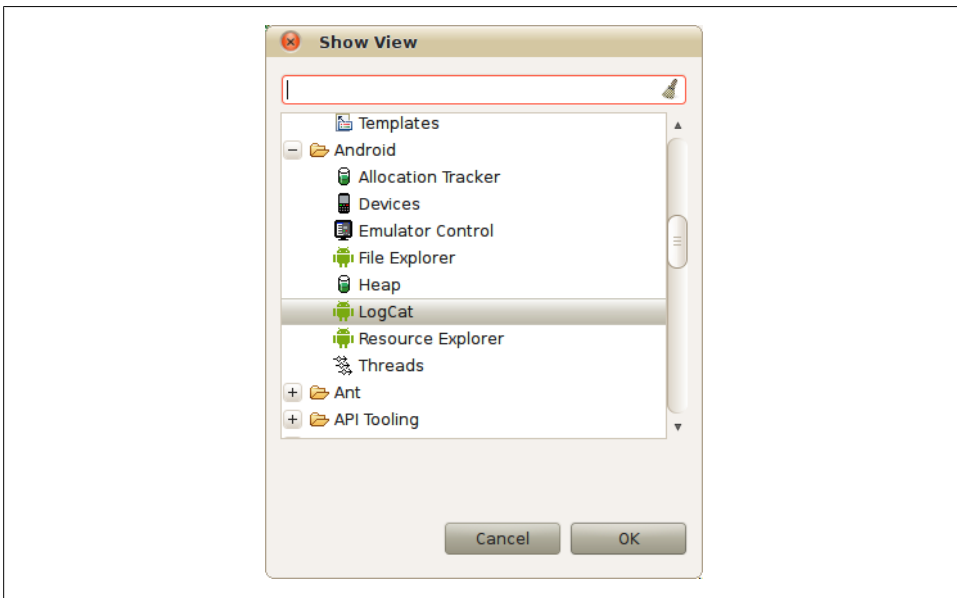 Show View
Templates
Android
Allocation Tracker
Devices
Emulator Control
File Explorer
Heap
LogCat
Resource Explorer
Threads
Ant
API Tooling
Cancel
OK